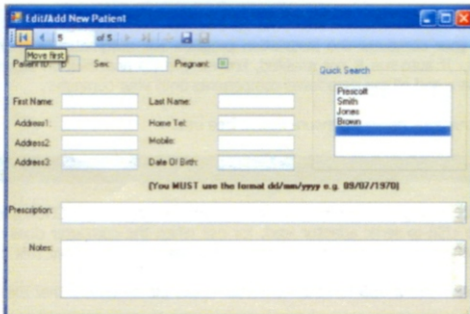 Edit/Add New Patient
5 of 5
Move first
Patient ID: Sex: Pregnant:
Quick Search
Prescott
Smith
Jones
Brown
First Name: Last Name:
Address1: Home Tel:
Address2: Mobile:
Address3: Date Of Birth:
(You MUST use the format dd/mm/yyyy e.g. 09/07/1970)
Prescription:
Notes: